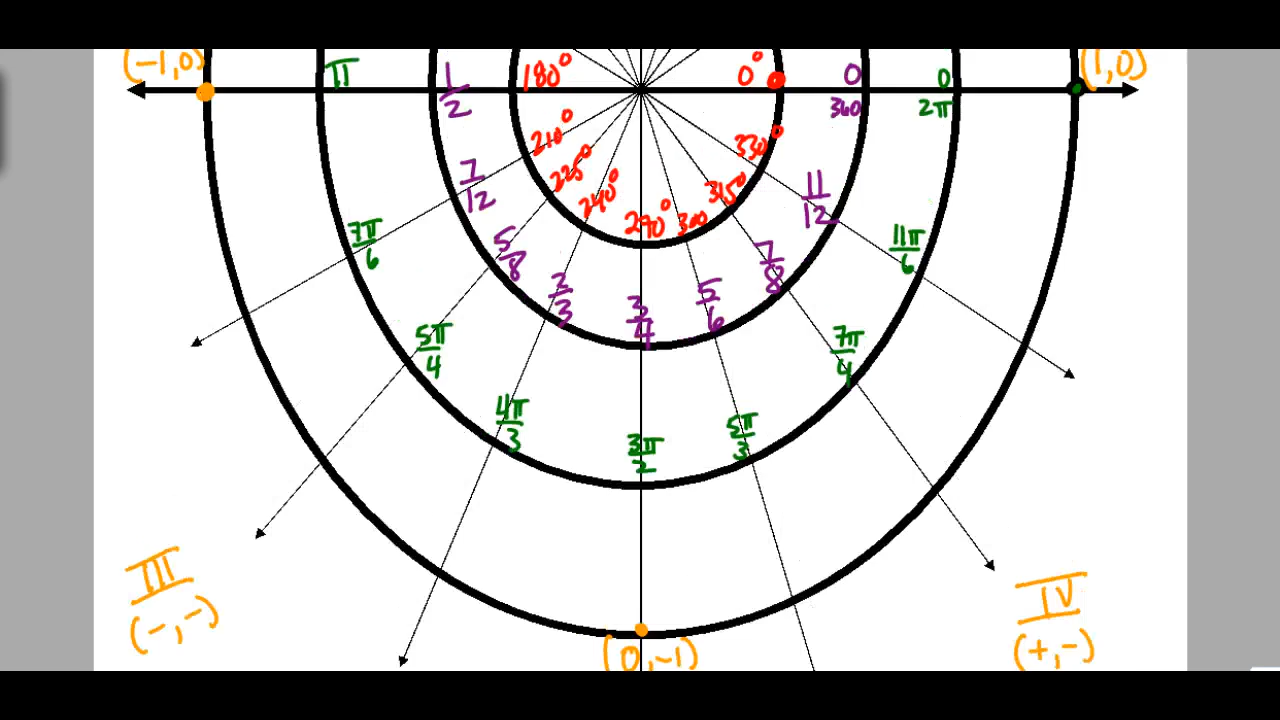 (-1,0)
π
1/2
180°
0°
0
360
0
2π
(1,0)
210°
225°
240°
270°
300
315°
330°
7/12
5/8
2/3
3/4
5/6
7/8
11/12
7π/6
5π/4
4π/3
3π/2
5π/3
7π/4
11π/6
III
(-,-)
IV
(+,-)
(0,-1)